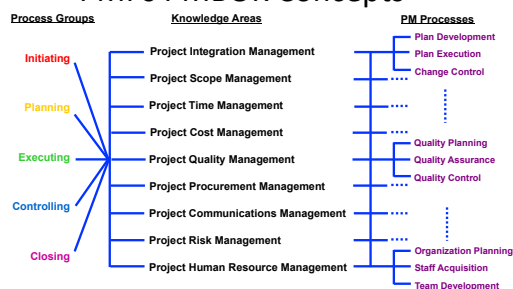 PMI's PMBOK Concepts
Process Groups
Knowledge Areas
PM Processes
Initiating
Planning
Executing
Controlling
Closing
Project Integration Management
Project Scope Management
Project Time Management
Project Cost Management
Project Quality Management
Project Procurement Management
Project Communications Management
Project Risk Management
Project Human Resource Management
Plan Development
Plan Execution
Change Control
Quality Planning
Quality Assurance
Quality Control
Organization Planning
Staff Acquisition
Team Development